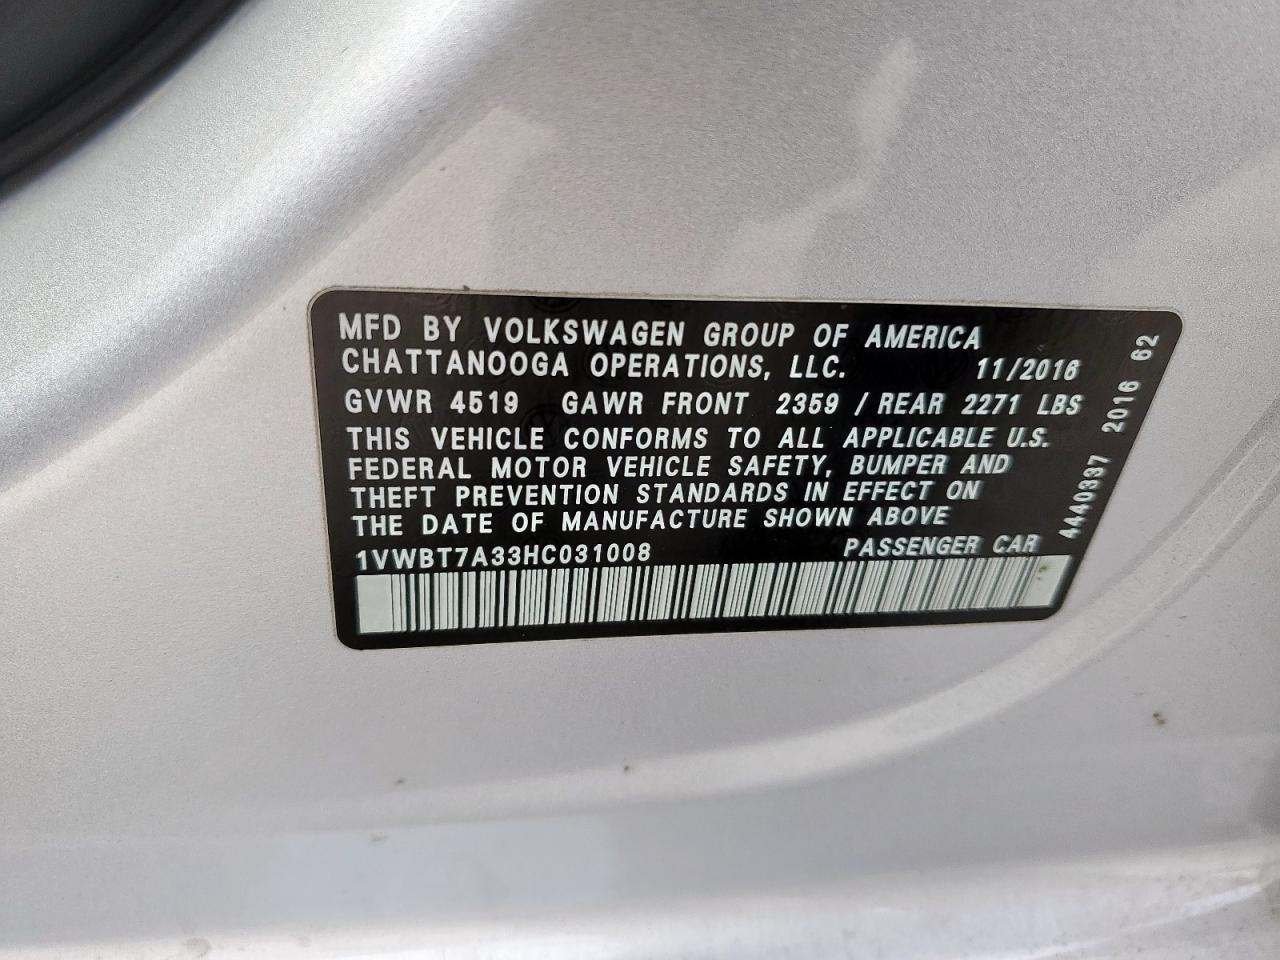 MFD BY VOLKSWAGEN GROUP OF AMERICA
CHATTANOOGA OPERATIONS, LLC. 11/2016
GVWR 4519 GAWR FRONT 2359 / REAR 2271 LBS
THIS VEHICLE CONFORMS TO ALL APPLICABLE U.S.
FEDERAL MOTOR VEHICLE SAFETY, BUMPER AND
THEFT PREVENTION STANDARDS IN EFFECT ON
THE DATE OF MANUFACTURE SHOWN ABOVE
1VWBT7A33HC031008 PASSENGER CAR
4440337 2016 62